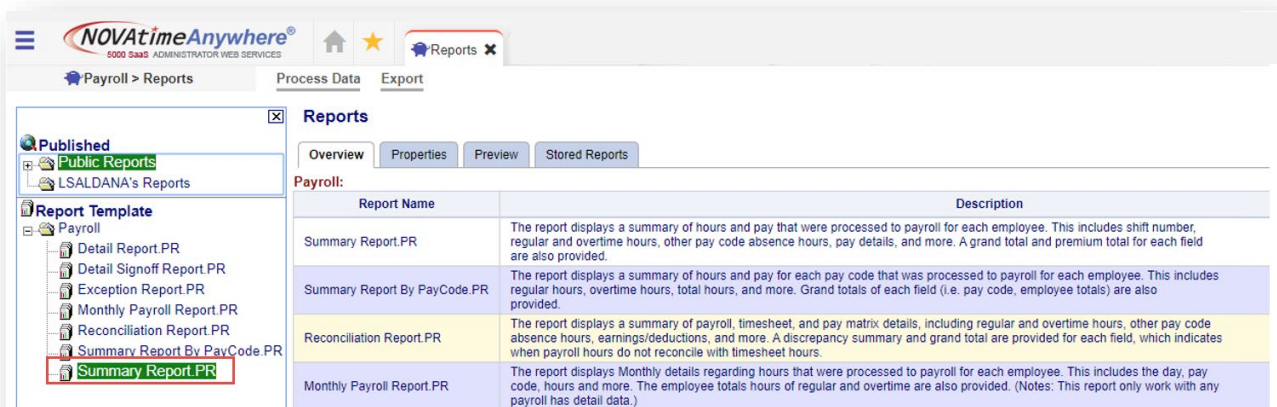 NOVAtimeAnywhere®
5000 SaaS ADMINISTRATOR WEB SERVICES
Reports
Payroll > Reports
Process Data
Export
Published
Public Reports
LSALDANA's Reports
Report Template
Payroll
Detail Report.PR
Detail Signoff Report.PR
Exception Report.PR
Monthly Payroll Report.PR
Reconciliation Report.PR
Summary Report By PayCode.PR
Summary Report.PR
Reports
Overview
Properties
Preview
Stored Reports
Payroll:
Report Name
Description
Summary Report.PR
The report displays a summary of hours and pay that were processed to payroll for each employee. This includes shift number,
regular and overtime hours, other pay code absence hours, pay details, and more. A grand total and premium total for each field
are also provided.
Summary Report By PayCode.PR
The report displays a summary of hours and pay for each pay code that was processed to payroll for each employee. This includes
regular hours, overtime hours, total hours, and more. Grand totals of each field (i.e. pay code, employee totals) are also
provided.
Reconciliation Report.PR
The report displays a summary of payroll, timesheet, and pay matrix details, including regular and overtime hours, other pay code
absence hours, earnings/deductions, and more. A discrepancy summary and grand total are provided for each field, which indicates
when payroll hours do not reconcile with timesheet hours.
Monthly Payroll Report.PR
The report displays Monthly details regarding hours that were processed to payroll for each employee. This includes the day, pay
code, hours and more. The employee totals hours of regular and overtime are also provided. (Notes: This report only work with any
payroll has detail data.)